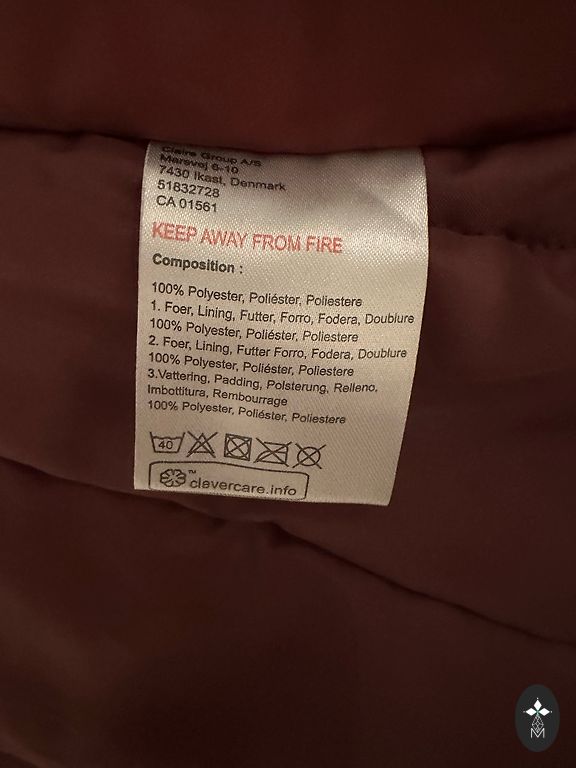 Claire Group A/S
Marsvej 6-10
7430 Ikast, Denmark
51832728
CA 01561
KEEP AWAY FROM FIRE
Composition :
100% Polyester, Poliéster, Poliestere
1. Foer, Lining, Futter, Forro, Fodera, Doublure
100% Polyester, Poliéster, Poliestere
2. Foer, Lining, Futter Forro, Fodera, Doublure
100% Polyester, Poliéster, Poliestere
3.Vattering, Padding, Polsterung, Relleno,
Imbottitura, Rembourrage
100% Polyester, Poliéster, Poliestere
40
™ clevercare.info
M